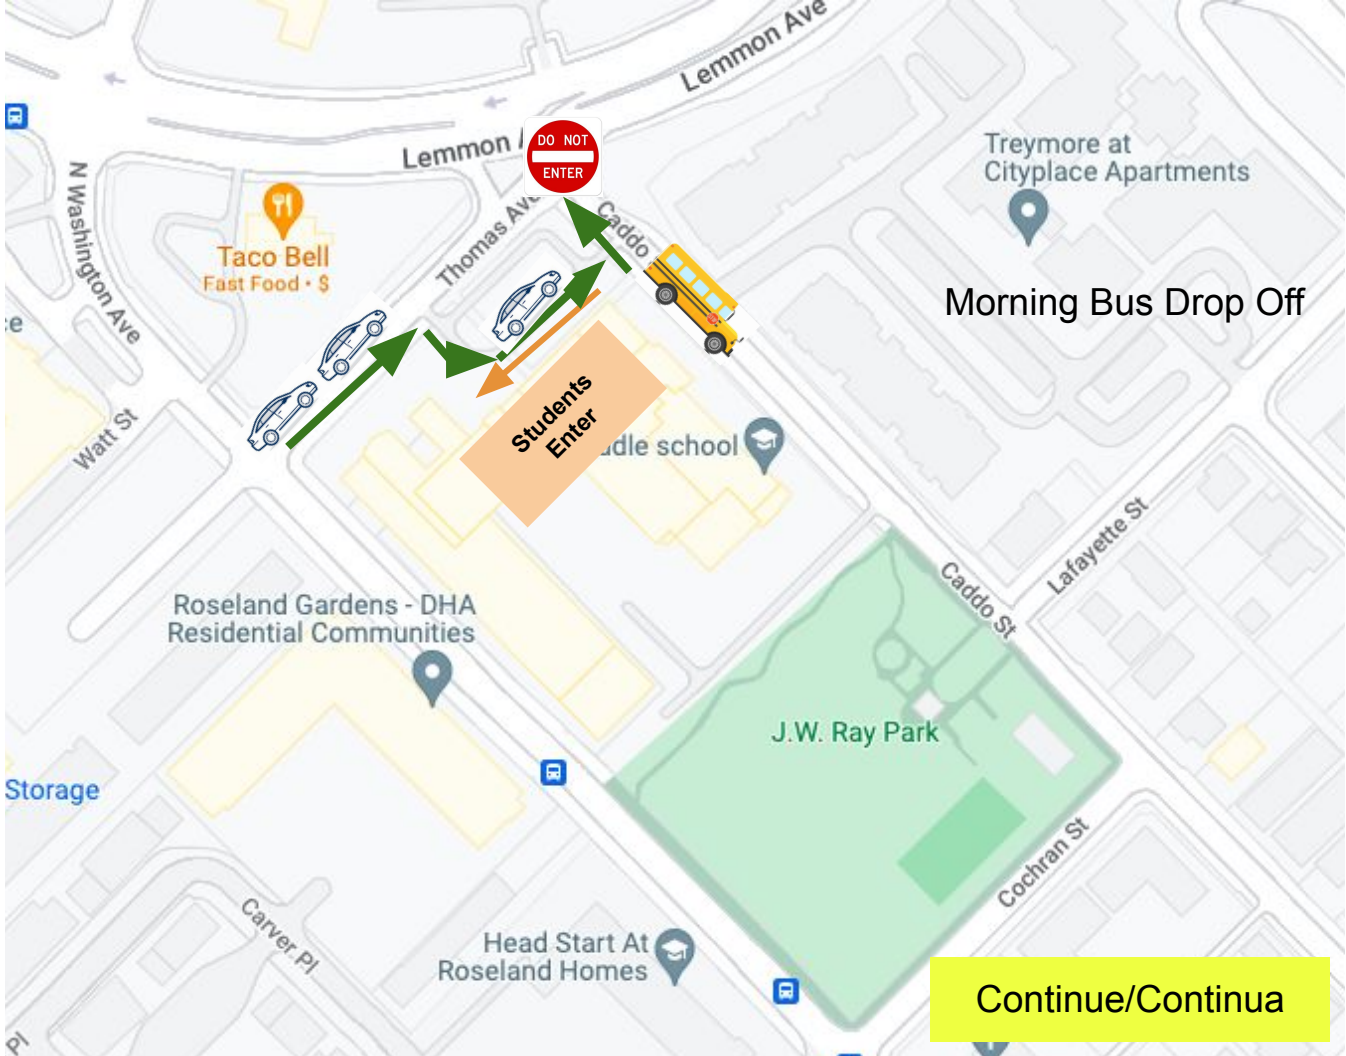 Lemmon Ave
Lemmon
DO NOT
ENTER
Treymore at
Cityplace Apartments
N Washington Ave
Taco Bell
Fast Food • $
Thomas Ave
Caddo
Morning Bus Drop Off
Students
Enter
Watt St
dle school
Lafayette St
Caddo St
Roseland Gardens - DHA
Residential Communities
J.W. Ray Park
Storage
Cochran St
Carver Pl
Head Start At
Roseland Homes
Continue/Continua
Pl